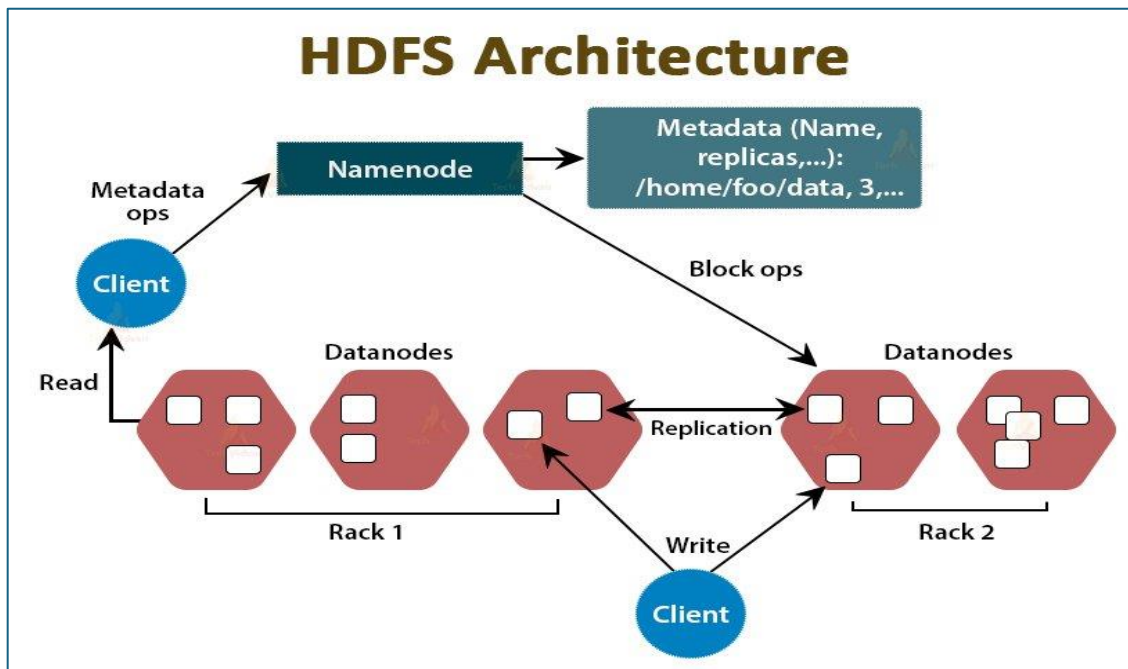 HDFS Architecture
Metadata (Name,
replicas,...):
/home/foo/data, 3,...
Namenode
Metadata
ops
Client
Block ops
Datanodes
Datanodes
Read
Replication
Rack 1
Write
Rack 2
Client